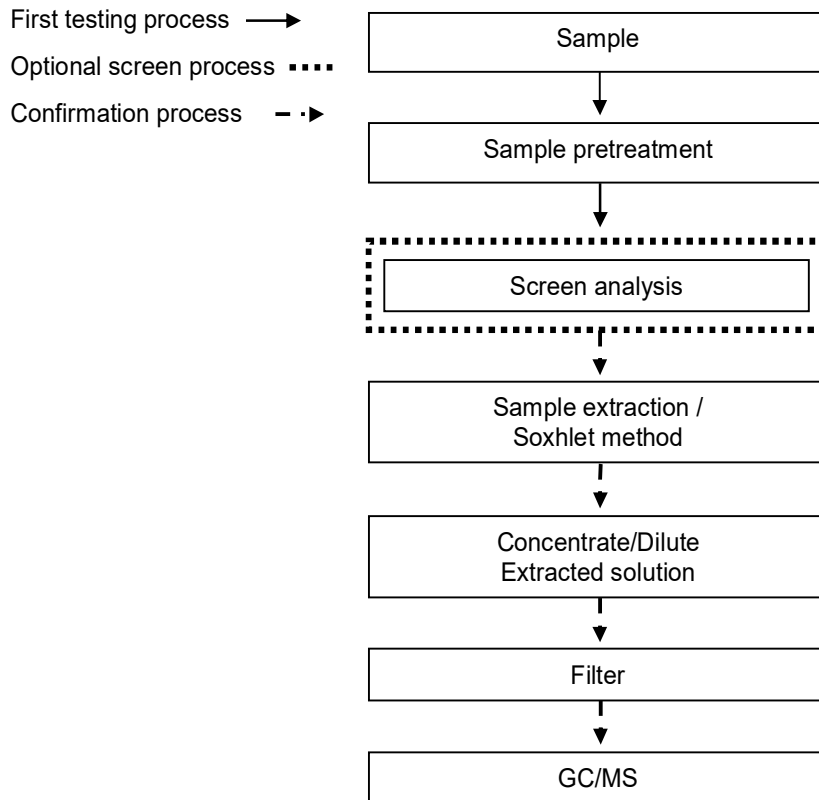 First testing process
Optional screen process
Confirmation process
Sample
Sample pretreatment
Screen analysis
Sample extraction /
Soxhlet method
Concentrate/Dilute
Extracted solution
Filter
GC/MS